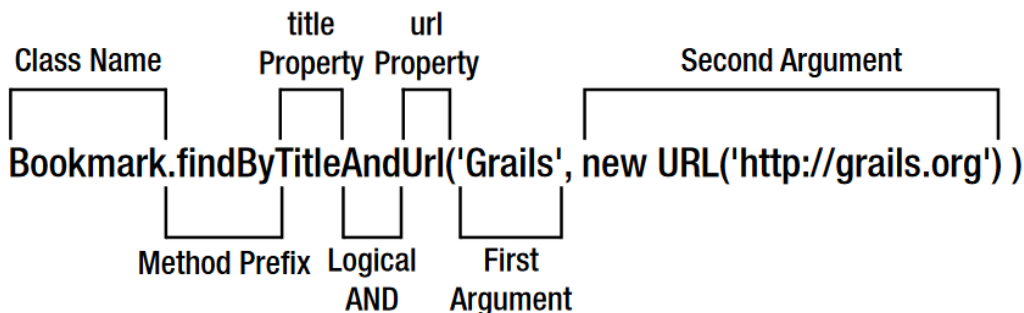 title url
Class Name Property Property Second Argument
Bookmark.findByTitleAndUrl('Grails', new URL('http://grails.org') )
Method Prefix Logical First
AND Argument